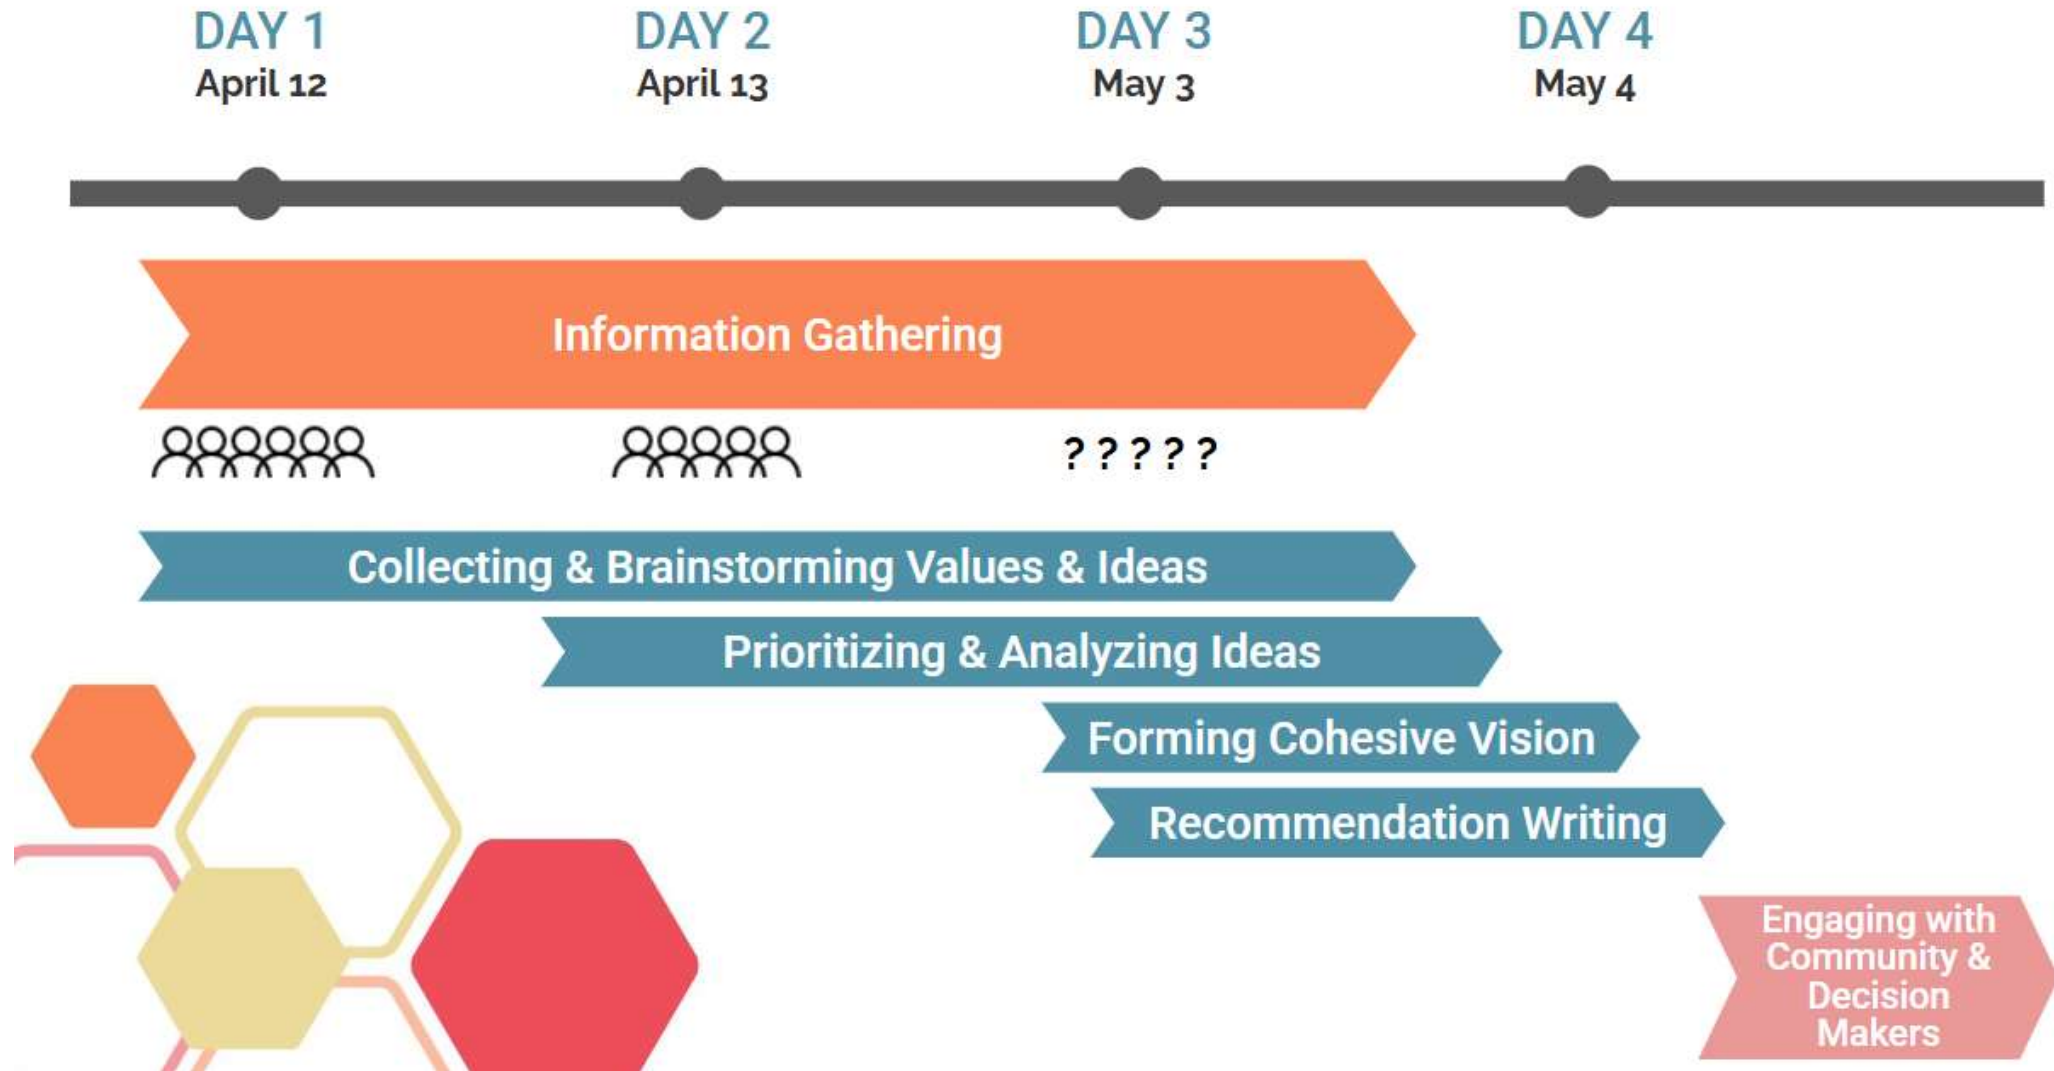 DAY 1
April 12
DAY 2
April 13
DAY 3
May 3
DAY 4
May 4
Information Gathering
? ? ? ? ?
Collecting & Brainstorming Values & Ideas
Prioritizing & Analyzing Ideas
Forming Cohesive Vision
Recommendation Writing
Engaging with
Community &
Decision
Makers